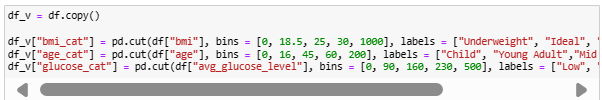 df_v = df.copy()
df_v["bmi_cat"] = pd.cut(df["bmi"], bins = [0, 18.5, 25, 30, 1000], labels = ["Underweight", "Ideal", "
df_v["age_cat"] = pd.cut(df["age"], bins = [0, 16, 45, 60, 200], labels = ["Child", "Young Adult","Mid
df_v["glucose_cat"] = pd.cut(df["avg_glucose_level"], bins = [0, 90, 160, 230, 500], labels = ["Low", "